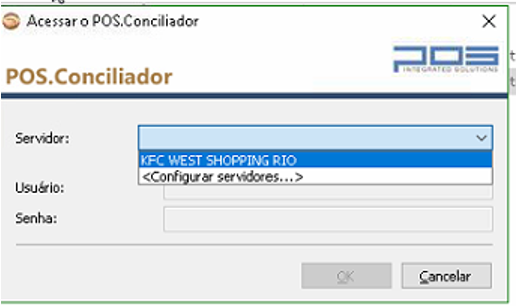 Acessar o POS.Conciliador
POS
INTEGRATED SOLUTIONS
POS.Conciliador
Servidor:
KFC WEST SHOPPING RIO
<Configurar servidores...>
Usuário:
Senha:
OK
Cancelar